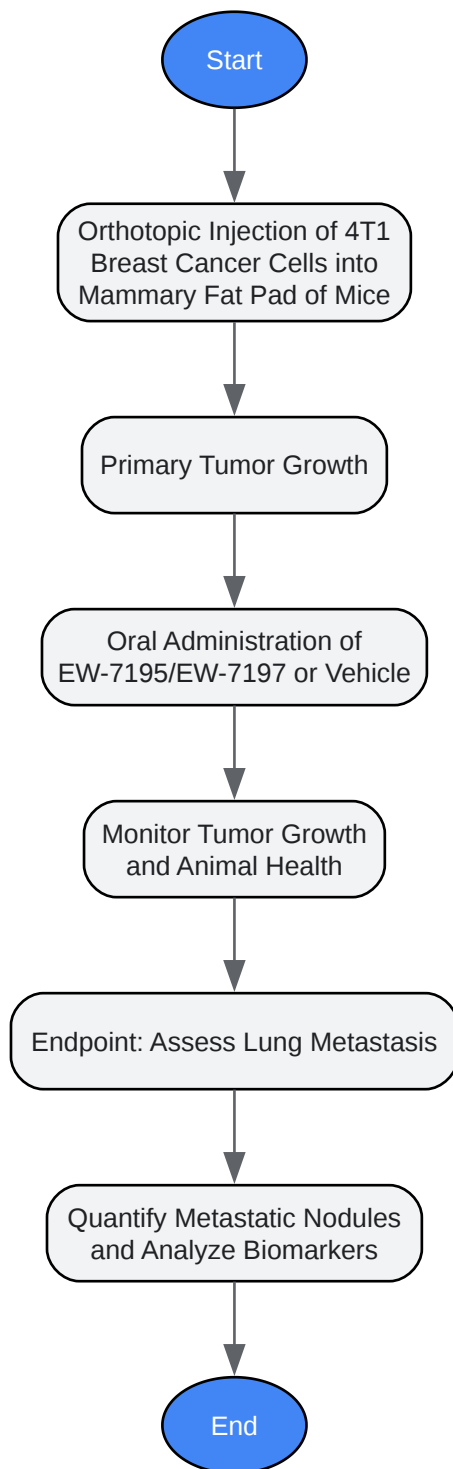 Start
Orthotopic Injection of 4T1
Breast Cancer Cells into
Mammary Fat Pad of Mice
Primary Tumor Growth
Oral Administration of
EW-7195/EW-7197 or Vehicle
Monitor Tumor Growth
and Animal Health
Endpoint: Assess Lung Metastasis
Quantify Metastatic Nodules
and Analyze Biomarkers
End